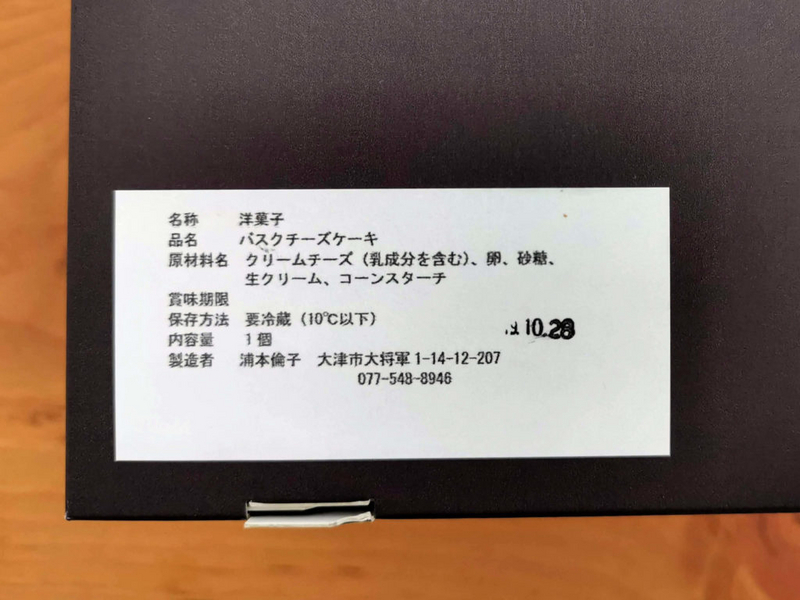 名称 洋菓子
品名 バスクチーズケーキ
原材料名 クリームチーズ（乳成分を含む）、卵、砂糖、
生クリーム、コーンスターチ
賞味期限
保存方法 要冷蔵（10℃以下）
10.28
内容量 1個
製造者 浦本倫子 大津市大将軍1-14-12-207
077-548-8946